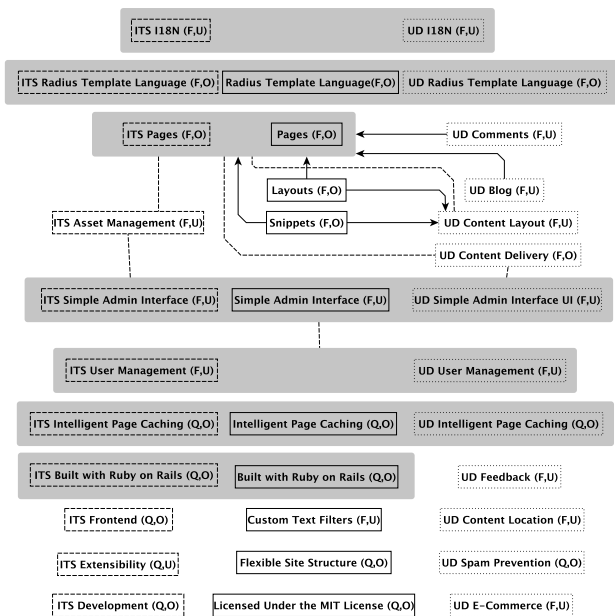 ITS I18N (F,U) UD I18N (F,U)
ITS Radius Template Language (F,O) Radius Template Language(F,O) UD Radius Template Language (F,O)
ITS Pages (F,O) Pages (F,O) UD Comments (F,U)
Layouts (F,O) UD Blog (F,U)
ITS Asset Management (F,U) Snippets (F,O) UD Content Layout (F,U)
UD Content Delivery (F,O)
ITS Simple Admin Interface (F,U) Simple Admin Interface (F,U) UD Simple Admin Interface UI (F,U)
ITS User Management (F,U) UD User Management (F,U)
ITS Intelligent Page Caching (Q,O) Intelligent Page Caching (Q,O) UD Intelligent Page Caching (Q,O)
ITS Built with Ruby on Rails (Q,O) Built with Ruby on Rails (Q,O) UD Feedback (F,U)
ITS Frontend (Q,O) Custom Text Filters (F,U) UD Content Location (F,U)
ITS Extensibility (Q,U) Flexible Site Structure (Q,O) UD Spam Prevention (Q,O)
ITS Development (Q,O) Licensed Under the MIT License (Q,O) UD E-Commerce (F,U)